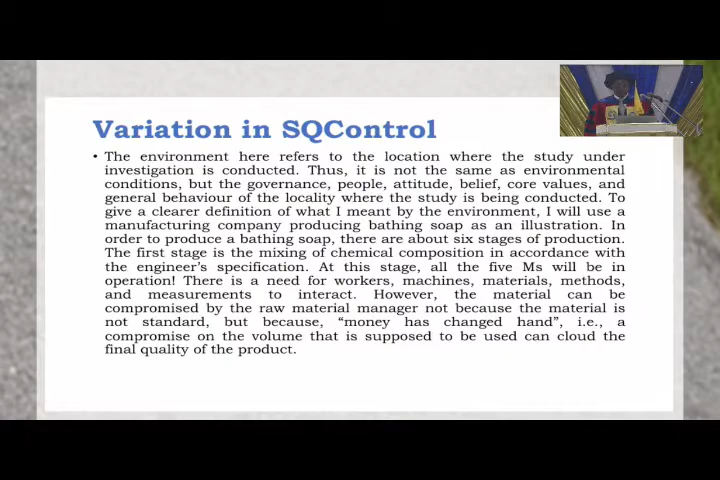 Variation in SQControl
• The environment here refers to the location where the study under
investigation is conducted. Thus, it is not the same as environmental
conditions, but the governance, people, attitude, belief, core values, and
general behaviour of the locality where the study is being conducted. To
give a clearer definition of what I meant by the environment, I will use a
manufacturing company producing bathing soap as an illustration. In
order to produce a bathing soap, there are about six stages of production.
The first stage is the mixing of chemical composition in accordance with
the engineer's specification. At this stage, all the five Ms will be in
operation! There is a need for workers, machines, materials, methods,
and measurements to interact. However, the material can be
compromised by the raw material manager not because the material is
not standard, but because, “money has changed hand”, i.e., a
compromise on the volume that is supposed to be used can cloud the
final quality of the product.